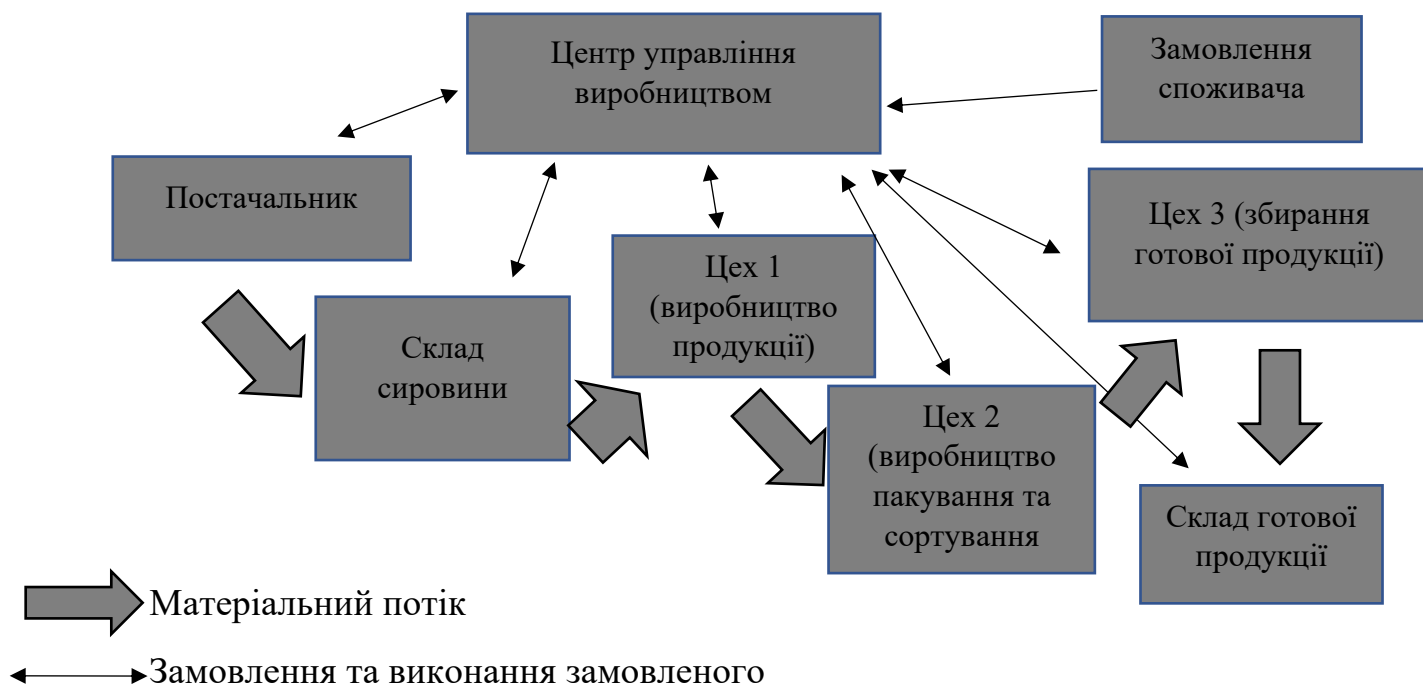 Центр управління
виробництвом
Замовлення
споживача
Постачальник
Цех 3 (збирання
готової продукції)
Цех 1
(виробництво
продукції)
Склад
сировини
Цех 2
(виробництво
пакування та
сортування
Склад готової
продукції
Матеріальний потік
Замовлення та виконання замовленого